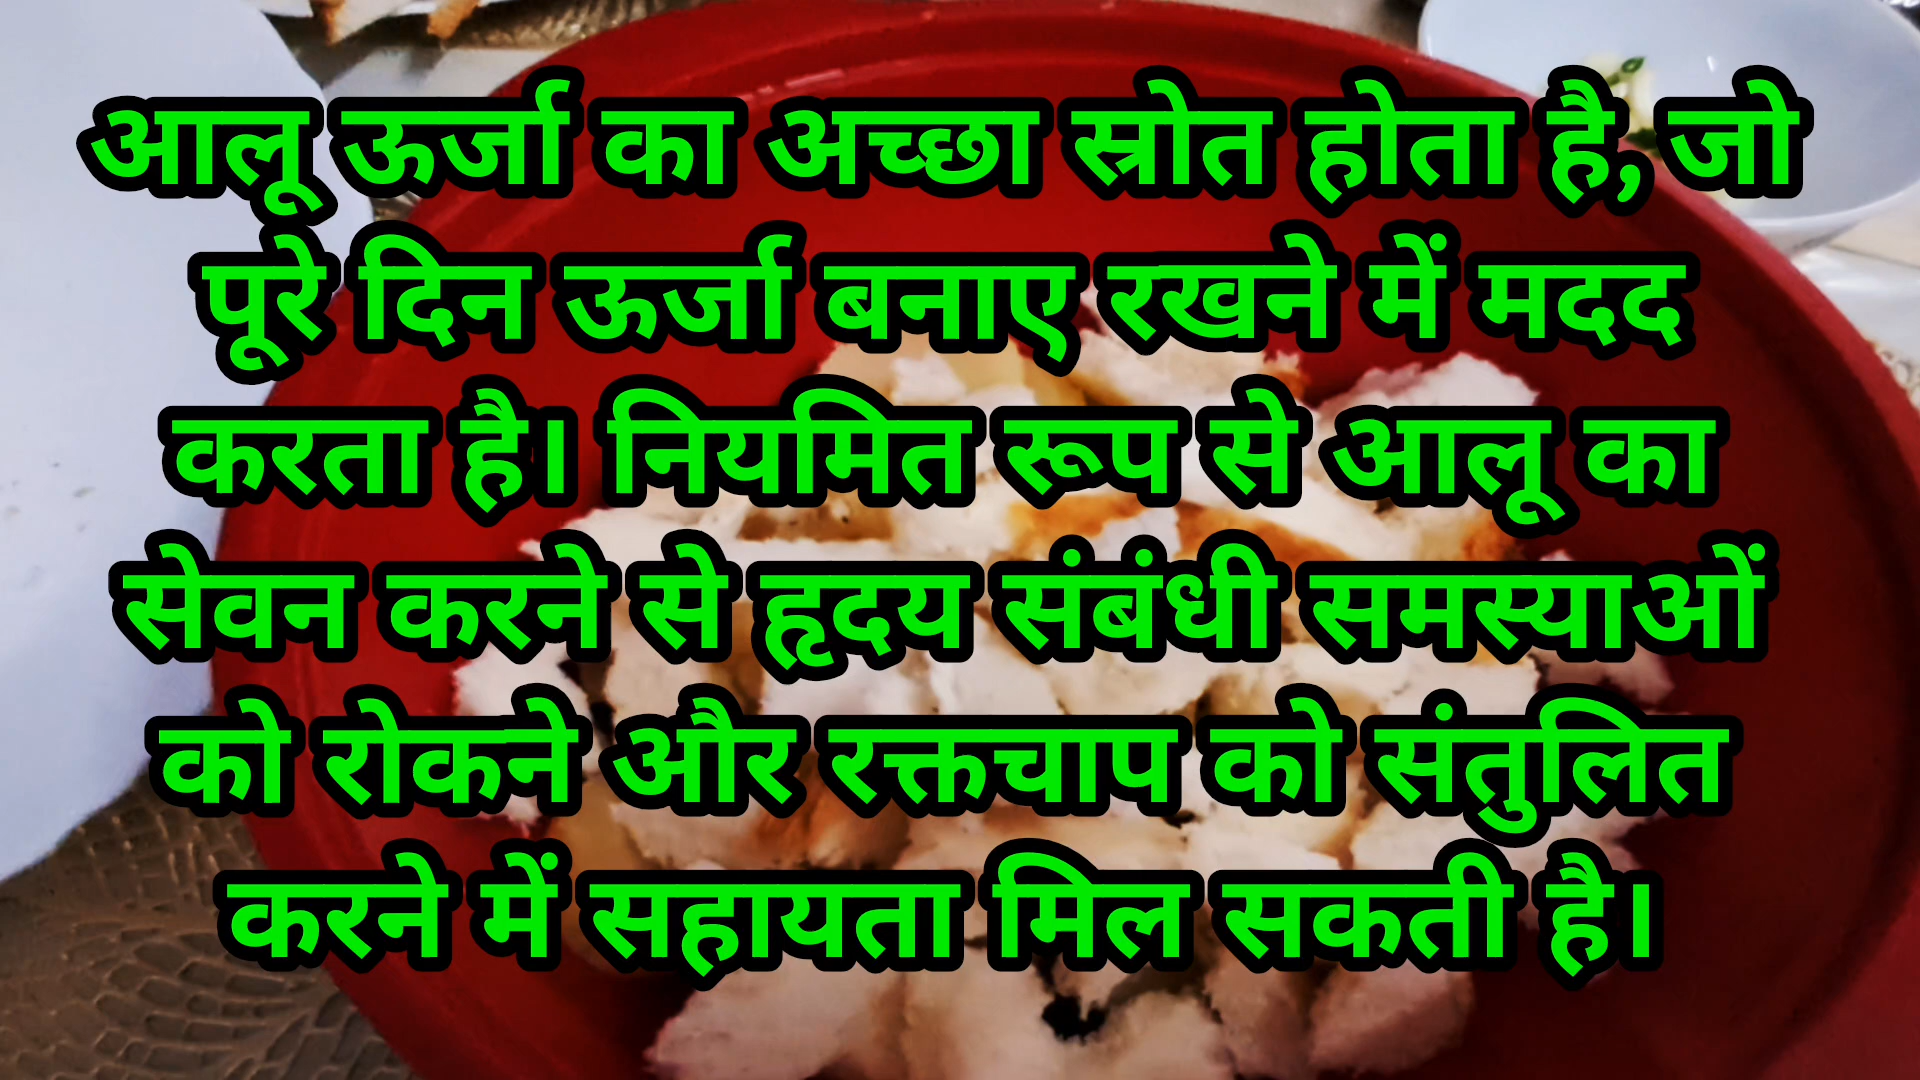 आलू ऊर्जा का अच्छा स्रोत होता है, जो
पूरे दिन ऊर्जा बनाए रखने में मदद
करता है। नियमित रूप से आलू का
सेवन करने से हृदय संबंधी समस्याओं
को रोकने और रक्तचाप को संतुलित
करने में सहायता मिल सकती है।